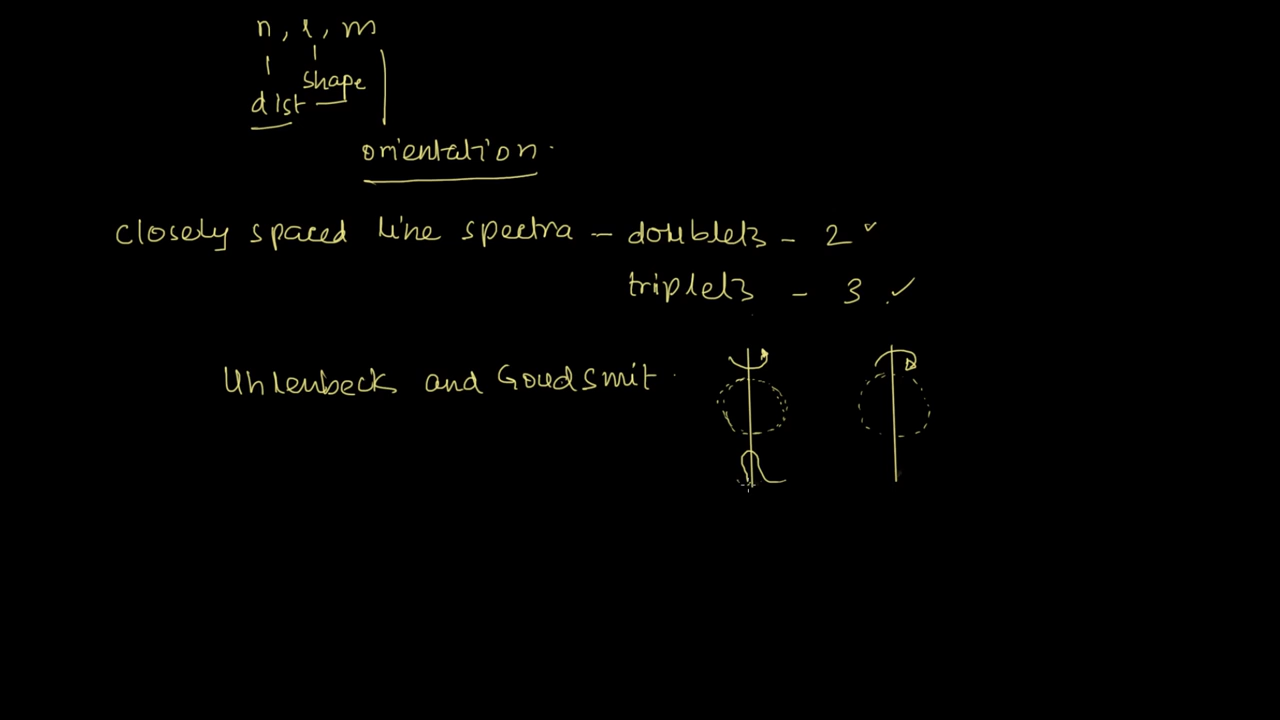 n, l, m
shape
dist
orientation.
closely spaced line spectra - doublets - 2 ✓
triplets - 3 ✓
Uhlenbeck and Goudsmit.